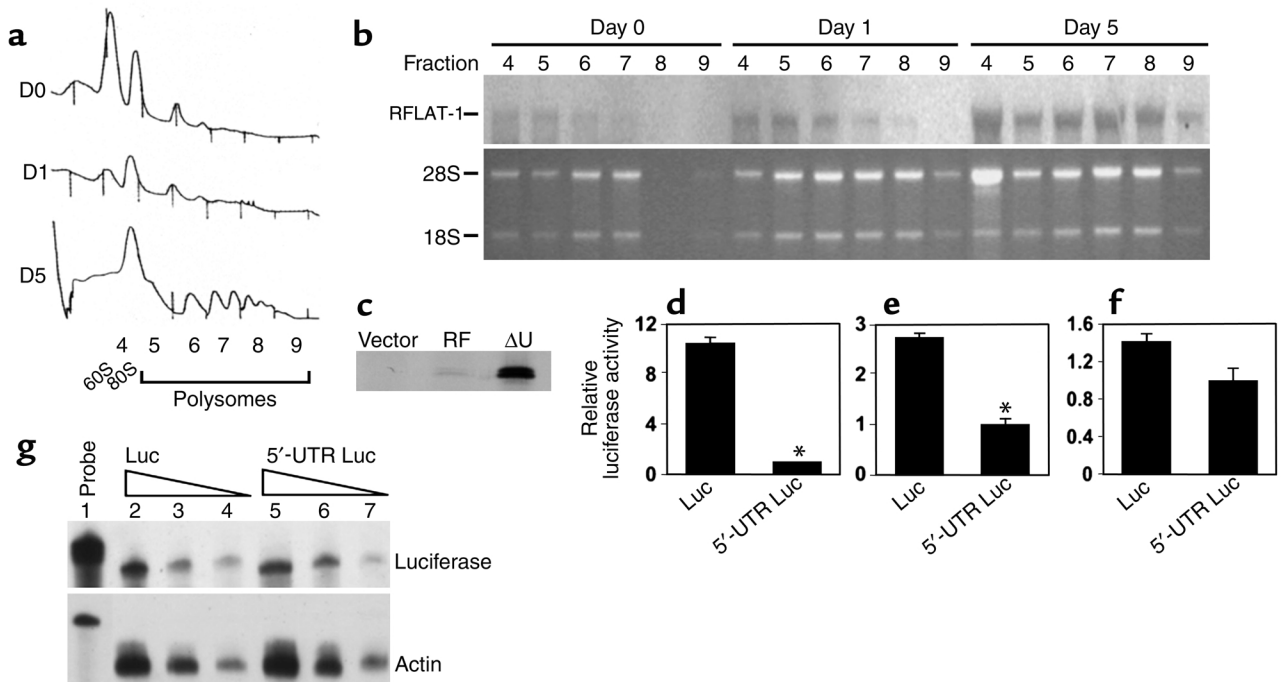 a
D0
D1
D5
4 5 6 7 8 9
60S 80S
Polysomes
b
Day 0 Day 1 Day 5
Fraction 4 5 6 7 8 9 4 5 6 7 8 9 4 5 6 7 8 9
RFLAT-1
28S
18S
c
Vector RF ΔU
d
Relative
luciferase activity
12
8
4
0
*
Luc 5′-UTR Luc
e
3
2
1
0
*
Luc 5′-UTR Luc
f
1.6
1.2
0.8
0.4
0
Luc 5′-UTR Luc
g
Probe Luc 5′-UTR Luc
1 2 3 4 5 6 7
Luciferase
Actin